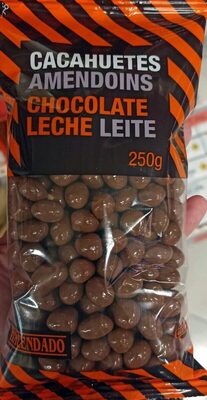 CACAHUETES
AMENDOINS
CHOCOLATE
LECHE LEITE
250g